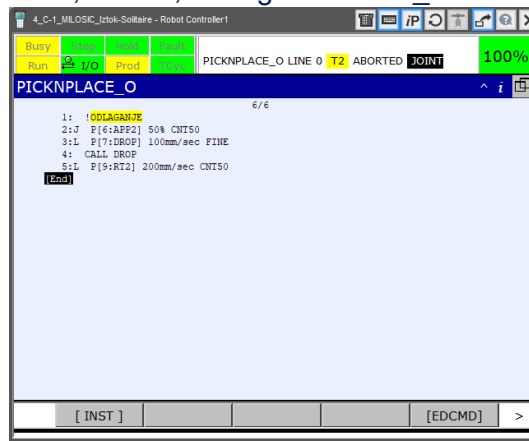 4_C-1_MILOSIC_Iztok-Solitaire - Robot Controller1
Busy Step Hold Fault
Run I/O Prod TCyc
PICKNPLACE_O LINE 0 T2 ABORTED JOINT
100%
PICKNPLACE_O
6/6
1: !ODLAGANJE
2:J P[6:APP2] 50% CNT50
3:L P[7:DROP] 100mm/sec FINE
4: CALL DROP
5:L P[9:RT2] 200mm/sec CNT50
[End]
[ INST ] [EDCMD] >